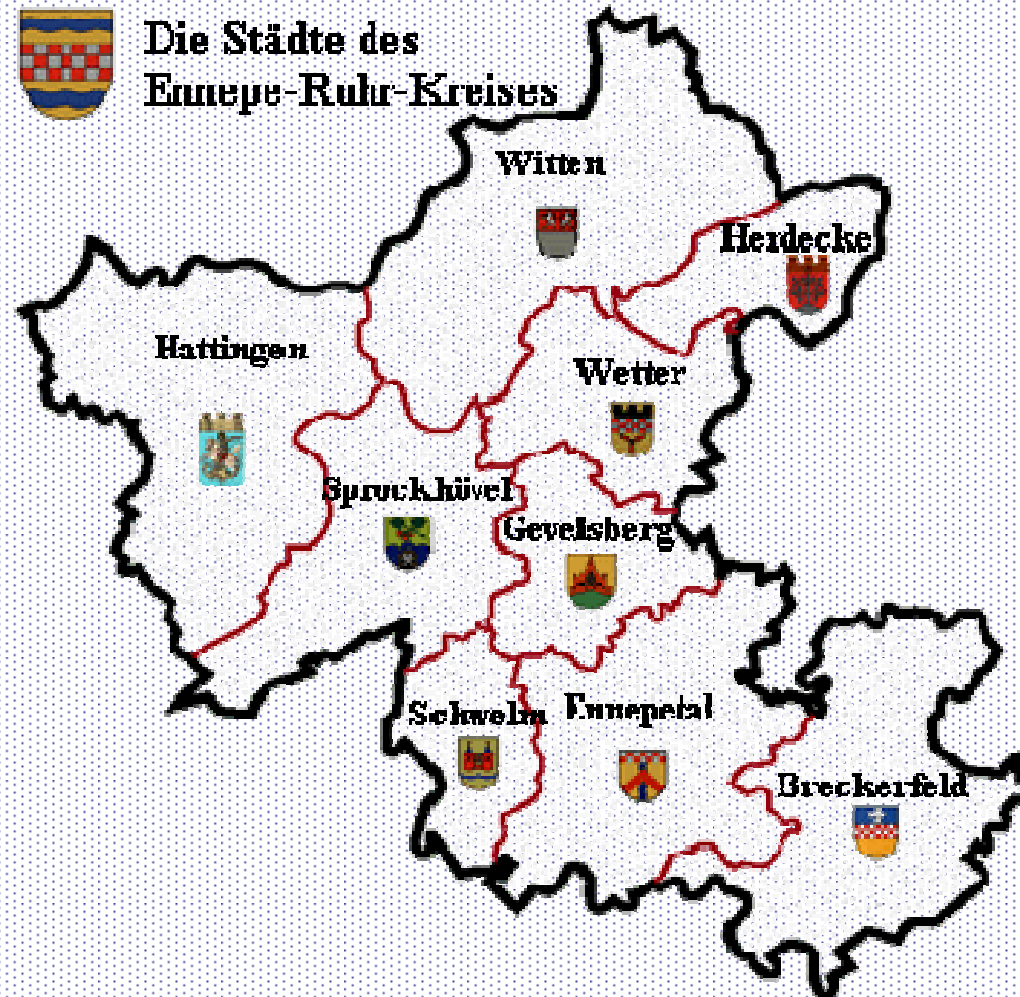 Die Städte des
Ennepe-Ruhr-Kreises
Witten
Herdecke
Hattingen
Wetter
Sprockhövel
Gevelsberg
Schwelm
Ennepetal
Breckerfeld